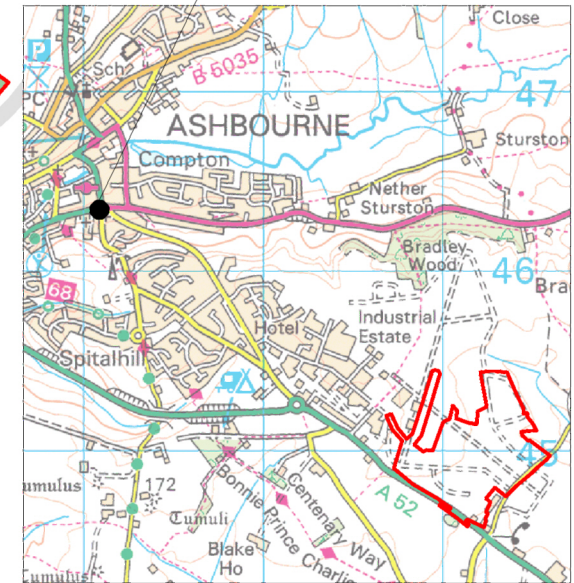 Close
P
Sch
PC
B 5035
47
ASHBOURNE
Compton
Sturston
Nether
Sturston
Bradley
Wood
46
Bra
68
Industrial
Estate
Hotel
Spitalhill
45
A 52
umulus
172
Tumuli
Bonnie Prince Charlie
Centenary Way
Blake
Ho
umulus